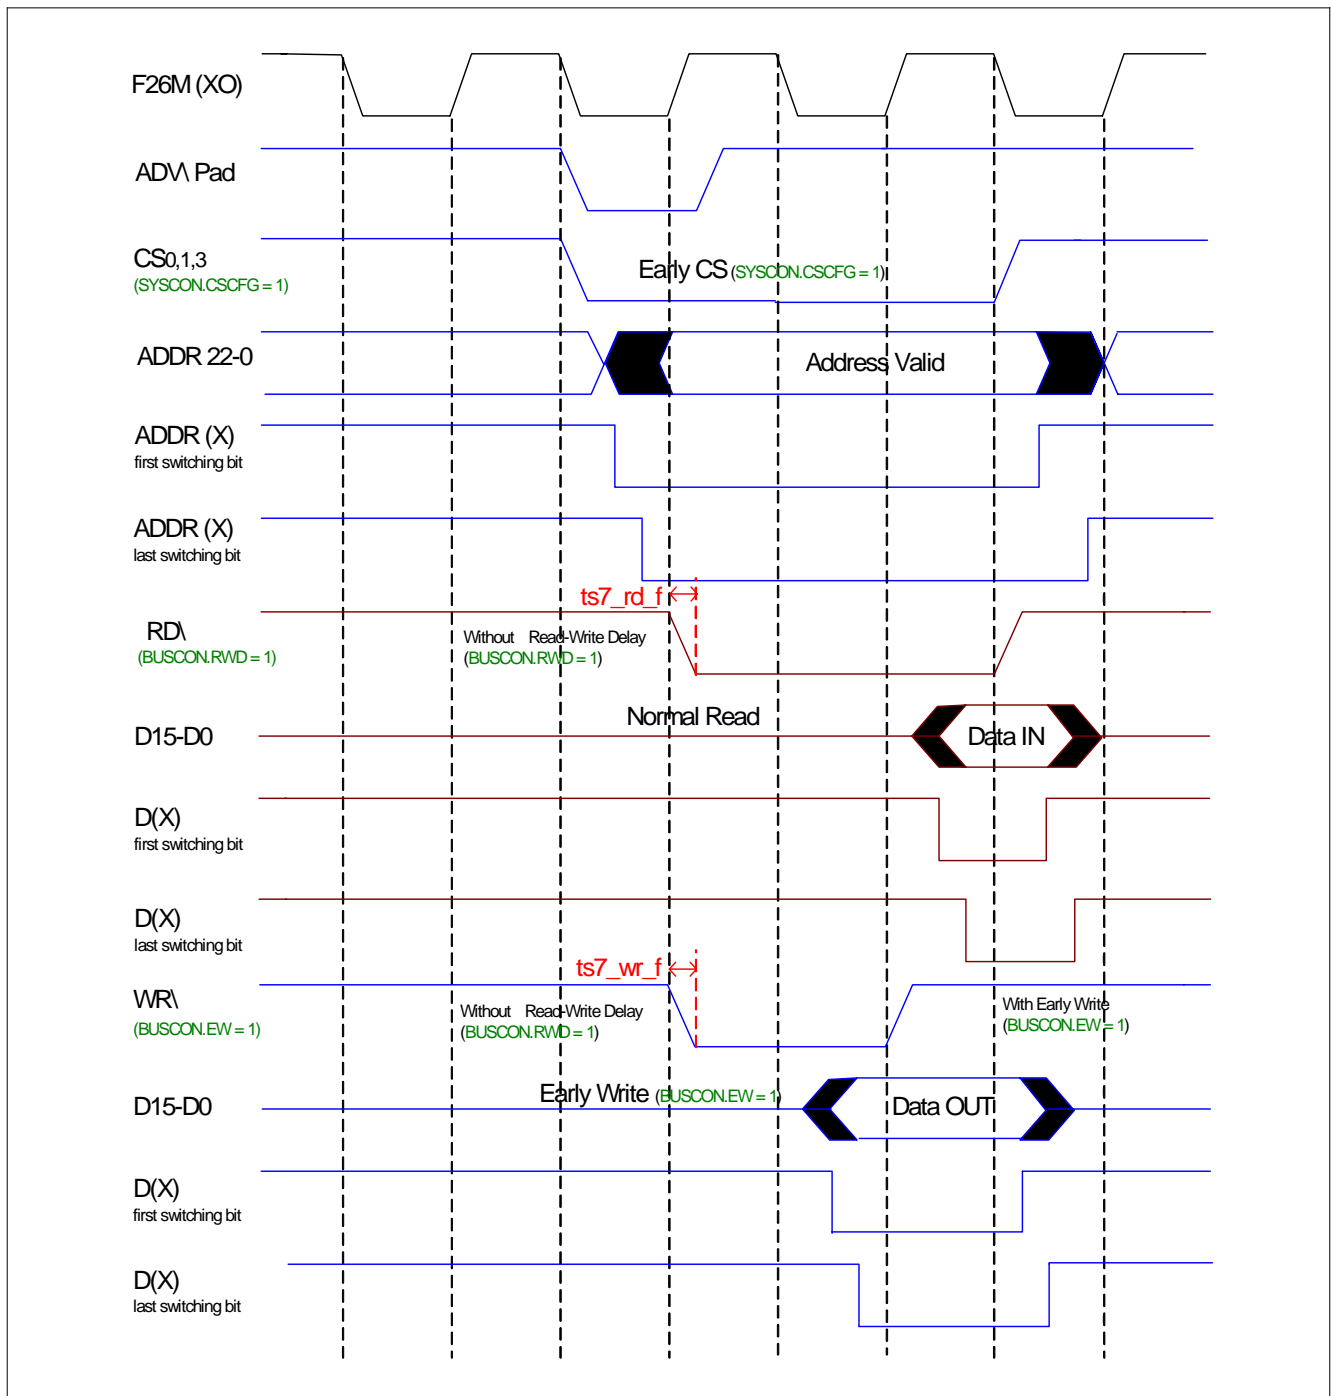 F26M (XO)
ADV\ Pad
CS0,1,3
(SYSCON.CSCFG = 1)
Early CS (SYSCON.CSCFG = 1)
ADDR 22-0
Address Valid
ADDR (X)
first switching bit
ADDR (X)
last switching bit
ts7_rd_f
RD\
(BUSCON.RWD = 1)
Without Read-Write Delay
(BUSCON.RWD = 1)
Normal Read
D15-D0
Data IN
D(X)
first switching bit
D(X)
last switching bit
ts7_wr_f
WR\
(BUSCON.EW = 1)
Without Read-Write Delay
(BUSCON.RWD = 1)
With Early Write
(BUSCON.EW = 1)
Early Write (BUSCON.EW = 1)
D15-D0
Data OUT
D(X)
first switching bit
D(X)
last switching bit